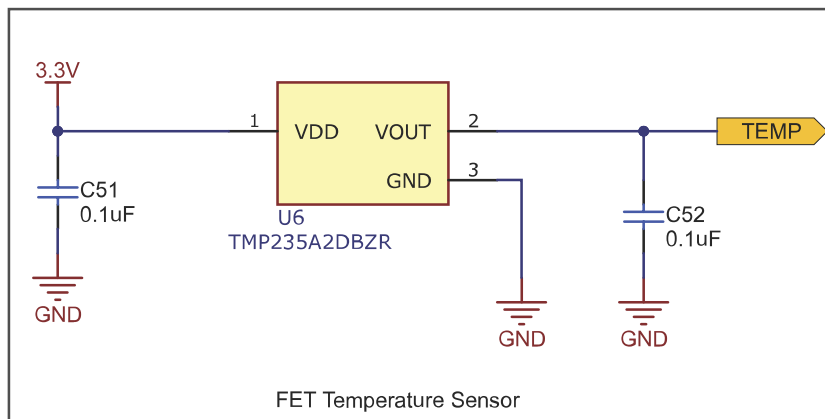 3.3V
1
VDD
VOUT
2
TEMP
GND
3
C51
0.1uF
U6
TMP235A2DBZR
C52
0.1uF
GND
GND
GND
FET Temperature Sensor